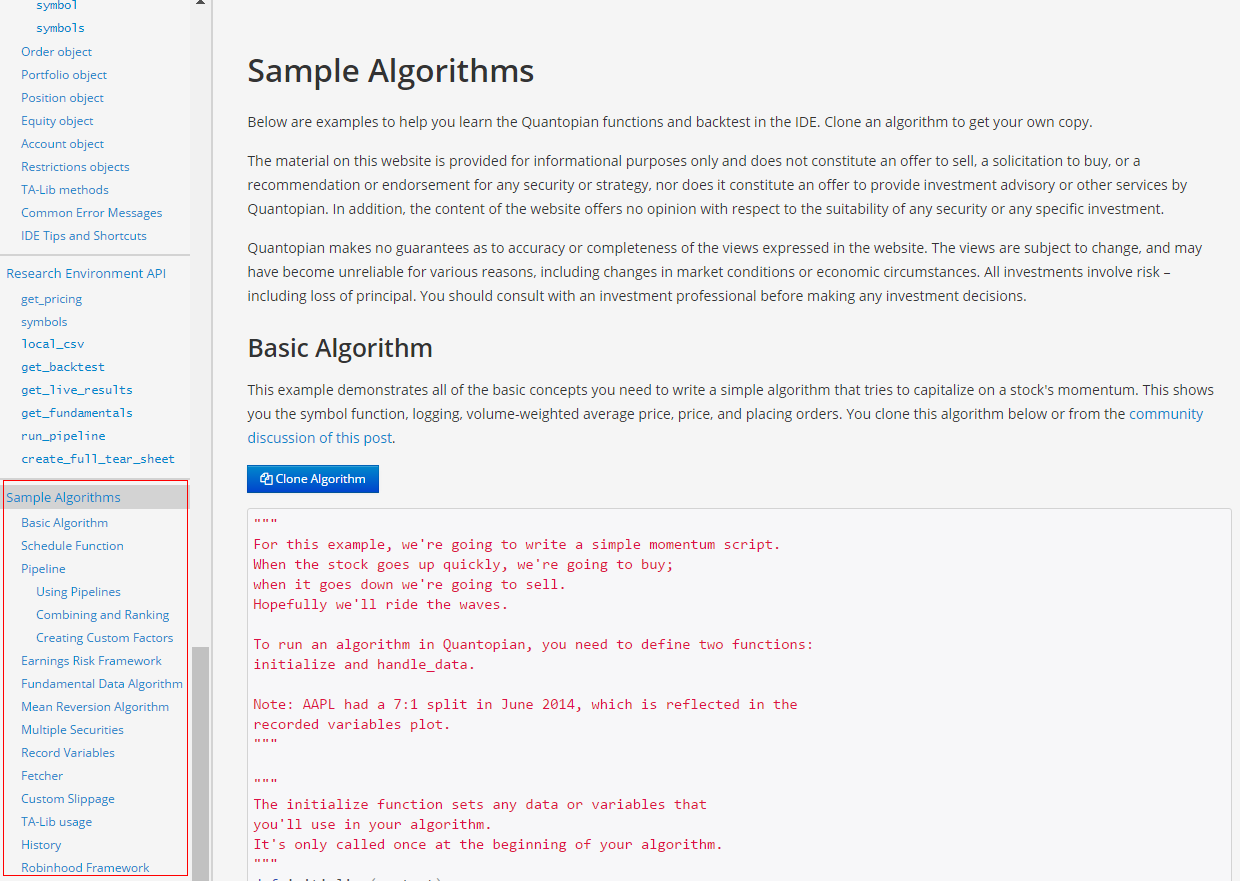 symbol
symbols
Order object
Portfolio object
Position object
Equity object
Account object
Restrictions objects
TA-Lib methods
Common Error Messages
IDE Tips and Shortcuts
Research Environment API
get_pricing
symbols
local_csv
get_backtest
get_live_results
get_fundamentals
run_pipeline
create_full_tear_sheet
Sample Algorithms
Basic Algorithm
Schedule Function
Pipeline
Using Pipelines
Combining and Ranking
Creating Custom Factors
Earnings Risk Framework
Fundamental Data Algorithm
Mean Reversion Algorithm
Multiple Securities
Record Variables
Fetcher
Custom Slippage
TA-Lib usage
History
Robinhood Framework
Sample Algorithms
Below are examples to help you learn the Quantopian functions and backtest in the IDE. Clone an algorithm to get your own copy.
The material on this website is provided for informational purposes only and does not constitute an offer to sell, a solicitation to buy, or a
recommendation or endorsement for any security or strategy, nor does it constitute an offer to provide investment advisory or other services by
Quantopian. In addition, the content of the website offers no opinion with respect to the suitability of any security or any specific investment.
Quantopian makes no guarantees as to accuracy or completeness of the views expressed in the website. The views are subject to change, and may
have become unreliable for various reasons, including changes in market conditions or economic circumstances. All investments involve risk –
including loss of principal. You should consult with an investment professional before making any investment decisions.
Basic Algorithm
This example demonstrates all of the basic concepts you need to write a simple algorithm that tries to capitalize on a stock's momentum. This shows
you the symbol function, logging, volume-weighted average price, price, and placing orders. You clone this algorithm below or from the community
discussion of this post.
Clone Algorithm
"""
For this example, we're going to write a simple momentum script.
When the stock goes up quickly, we're going to buy;
when it goes down we're going to sell.
Hopefully we'll ride the waves.
To run an algorithm in Quantopian, you need to define two functions:
initialize and handle_data.
Note: AAPL had a 7:1 split in June 2014, which is reflected in the
recorded variables plot.
"""
"""
The initialize function sets any data or variables that
you'll use in your algorithm.
It's only called once at the beginning of your algorithm.
"""